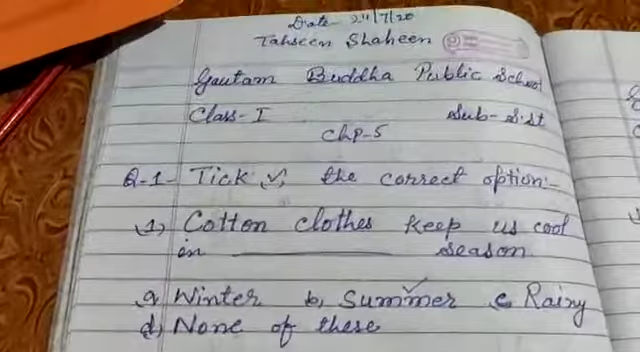 Date- 24/7/20
Tahseen Shaheen
Gautam Buddha Public School
Class-I Sub- S.st
Chp-5
Q-1- Tick (✓) the correct option:-
(1) Cotton clothes keep us cool
in ____________ season
a) Winter b) Summer ✓ c) Rainy
d) None of these